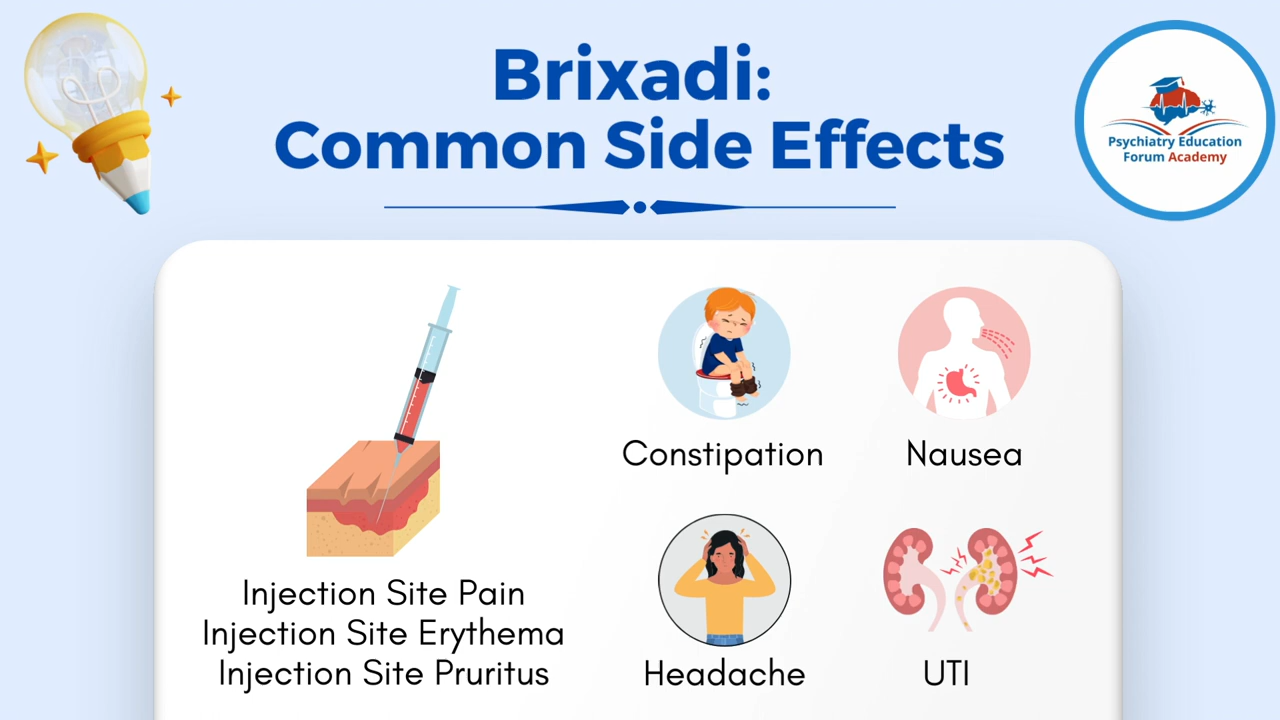 Brixadi:
Common Side Effects
Psychiatry Education
Forum Academy
Injection Site Pain
Injection Site Erythema
Injection Site Pruritus
Constipation
Nausea
Headache
UTI